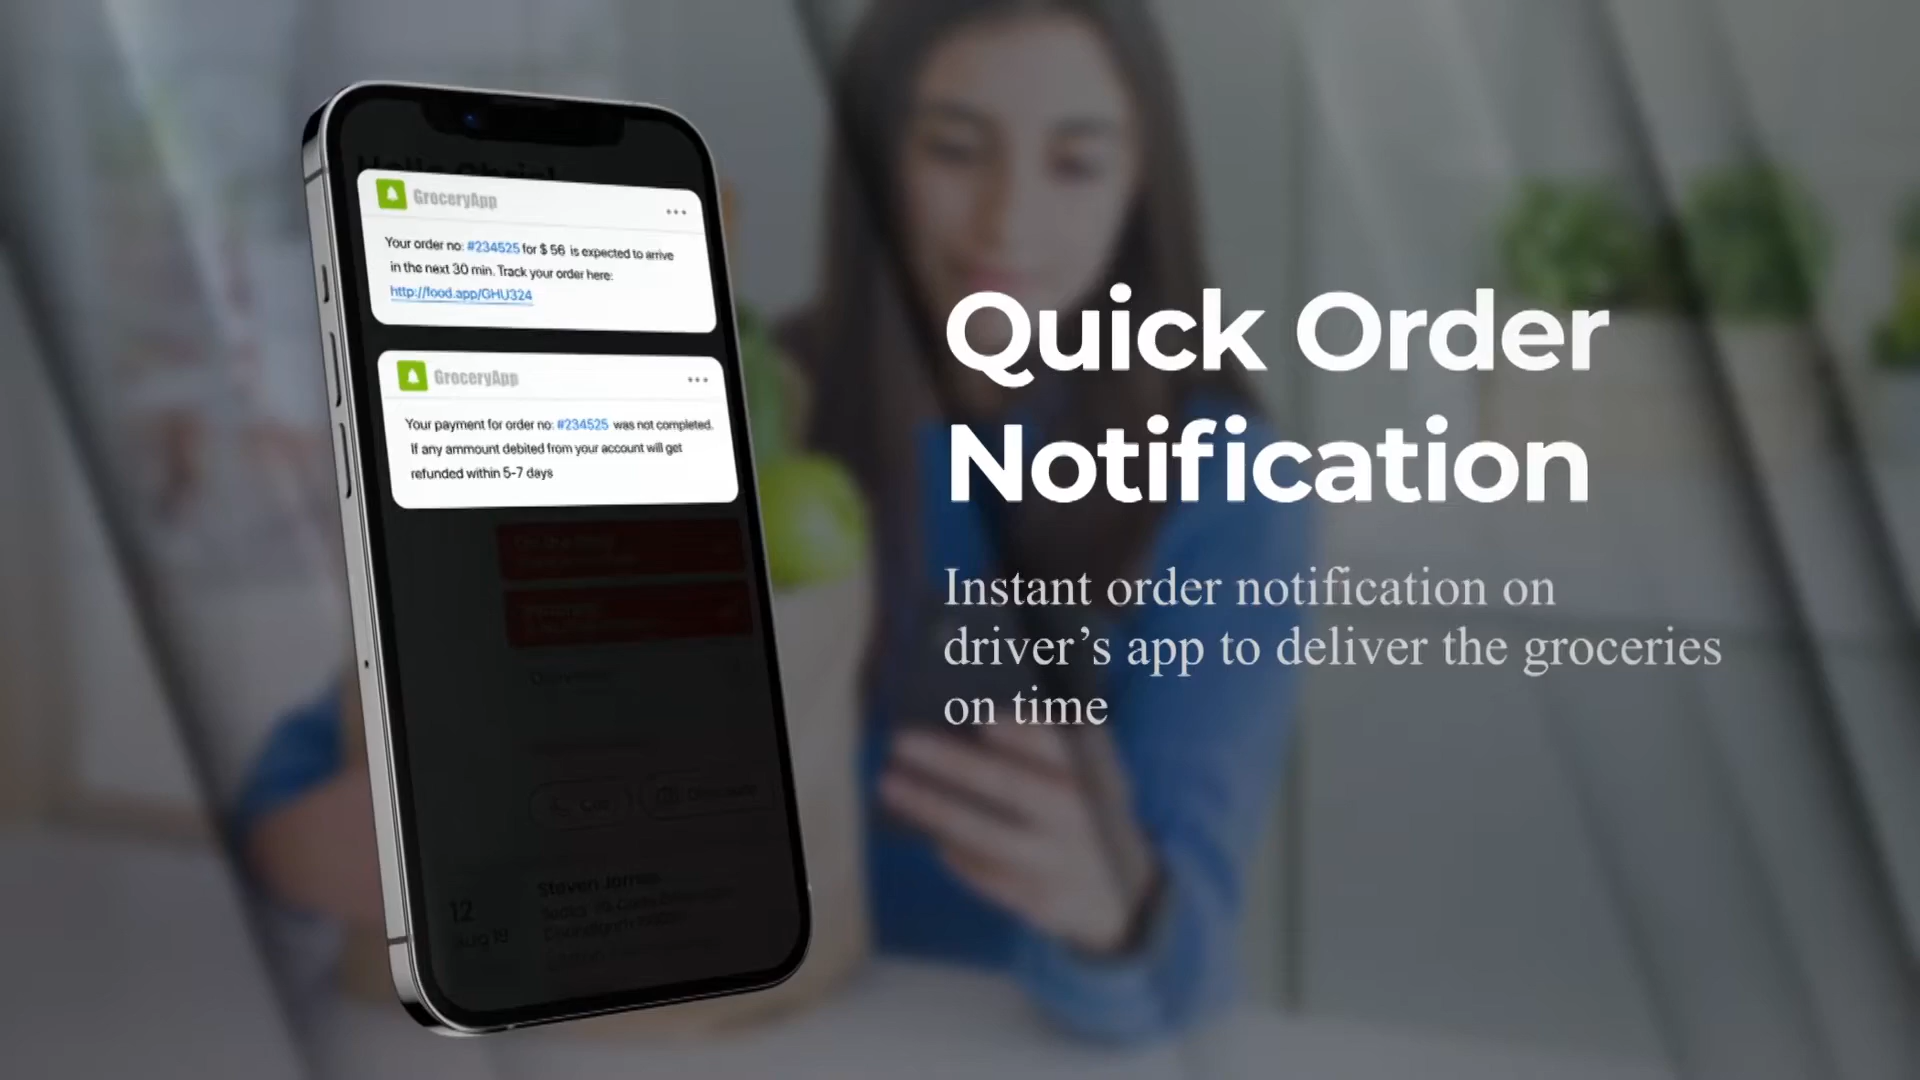 GroceryApp
Your order no: #234525 for $ 56 is expected to arrive
in the next 30 min. Track your order here:
http://food.app/GHU324
GroceryApp
Your payment for order no: #234525 was not completed.
If any ammount debited from your account will get
refunded within 5-7 days
12
Quick Order
Notification
Instant order notification on
driver’s app to deliver the groceries
on time